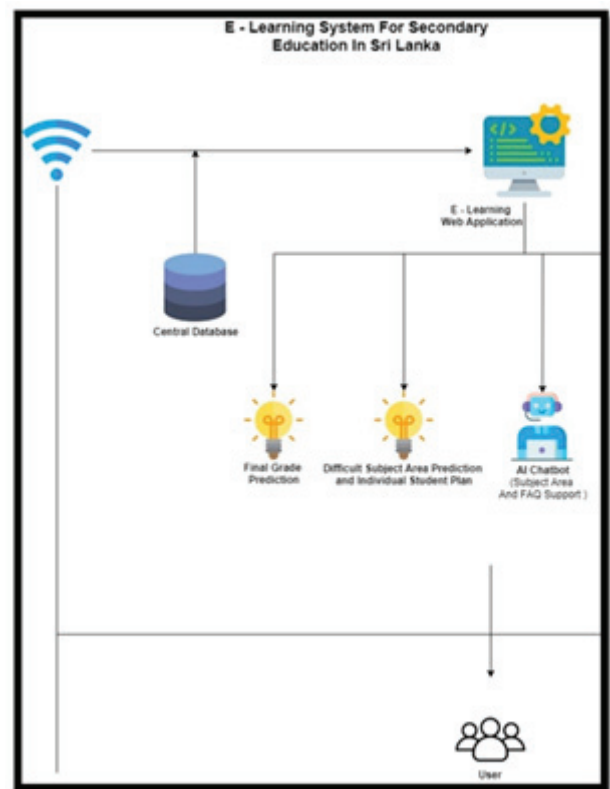 E - Learning System For Secondary
Education In Sri Lanka
E - Learning
Web Application
Central Database
Final Grade
Prediction
Difficult Subject Area Prediction
and Individual Student Plan
AI Chatbot
(Subject Area
And FAQ Support )
User